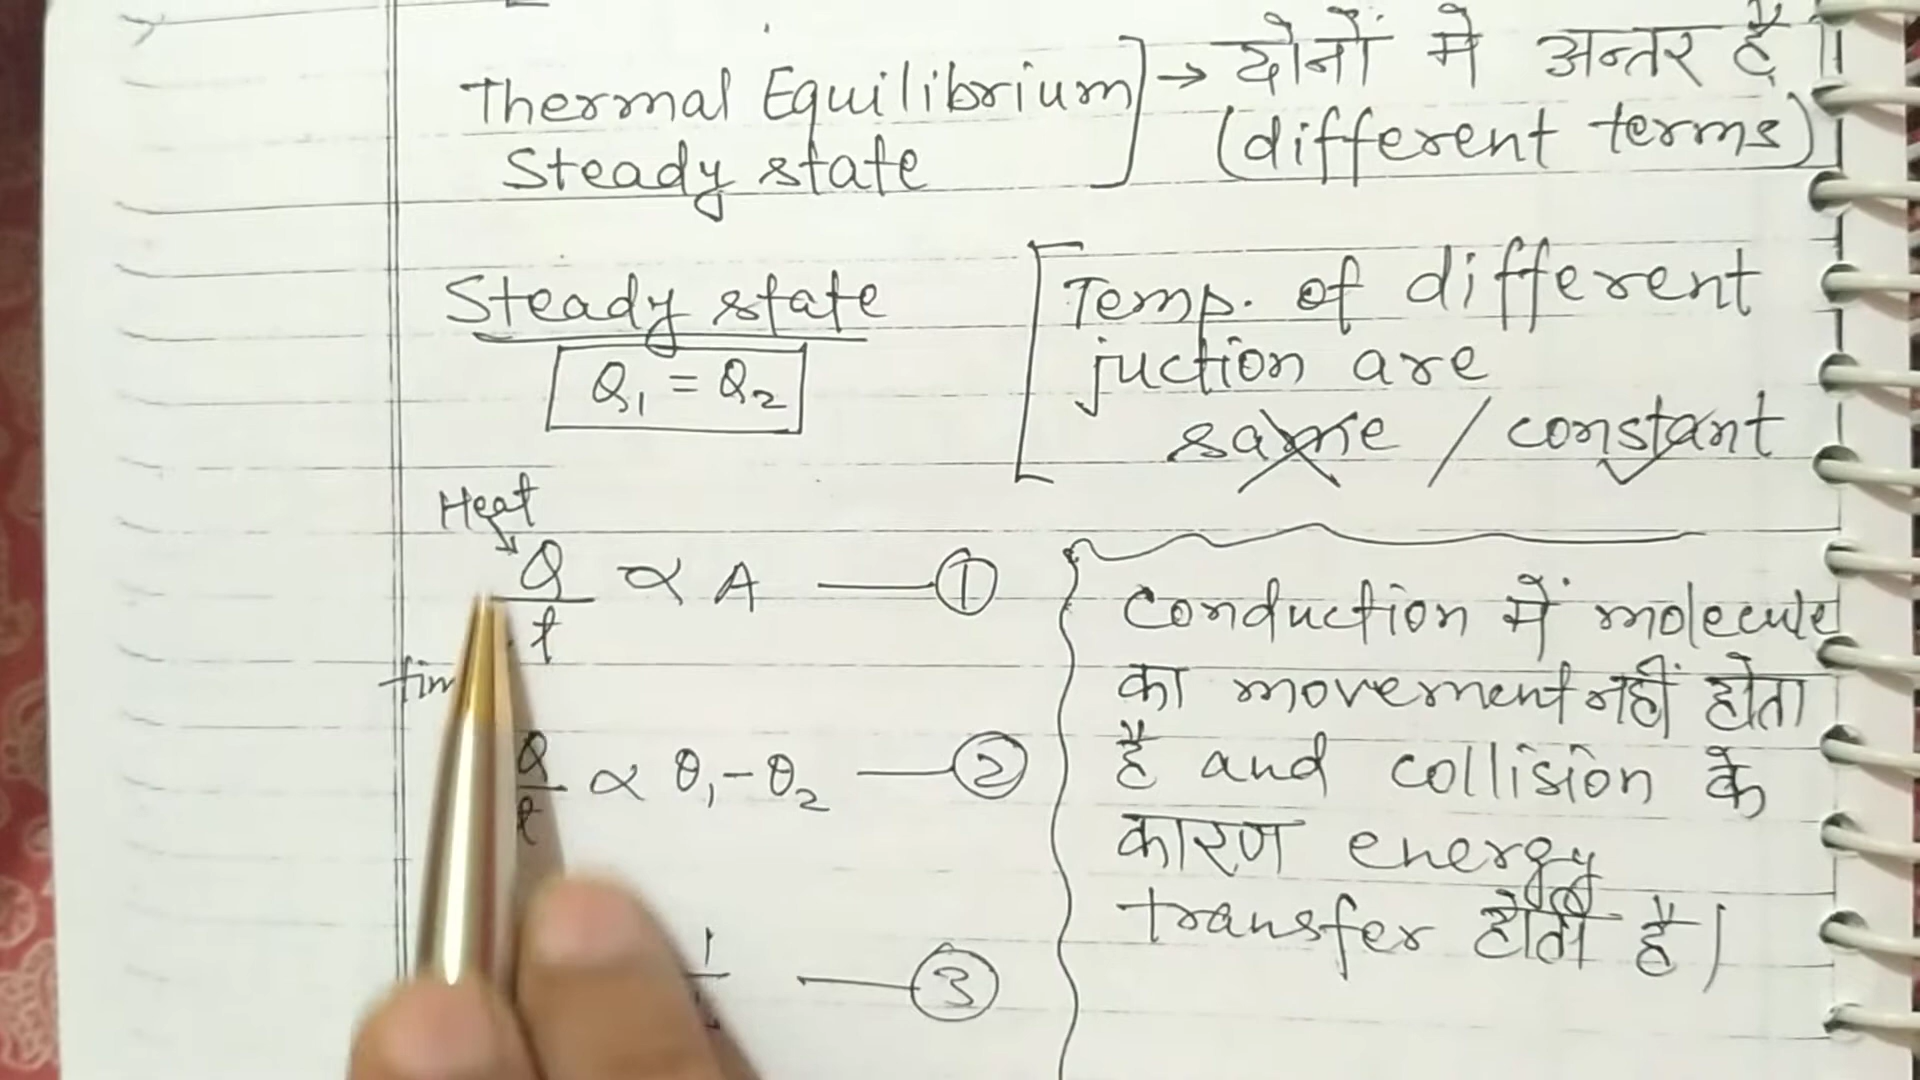 Thermal Equilibrium ] → दोनों मे अन्तर है।
Steady state (different terms)
Steady state
Q₁ = Q₂
[ Temp. of different
juction are
same / constant
Heat
Q/t ∝ A —— ①
Q/t ∝ θ₁ - θ₂ —— ②
—— ③
Conduction में molecule
का movement नहीं होता
है and collision के
कारण energy
transfer होती है।